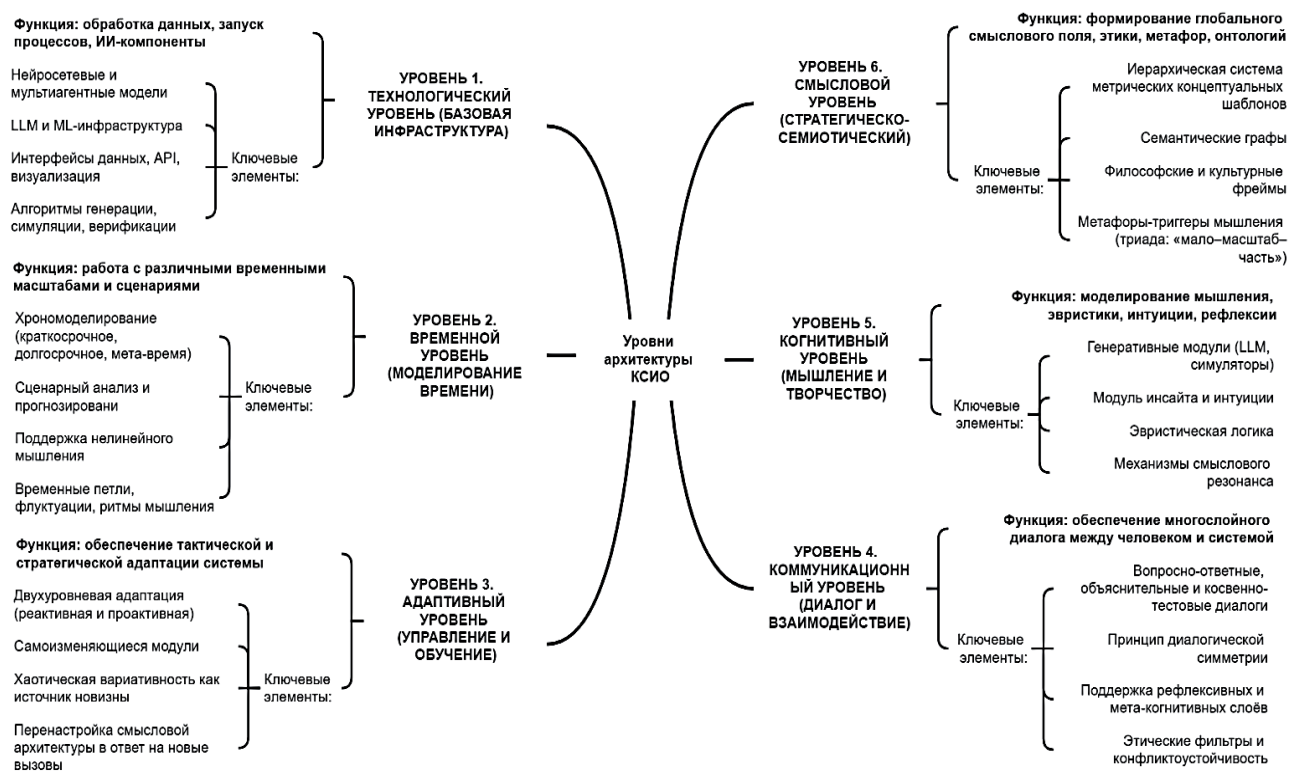 Функция: обработка данных, запуск
процессов, ИИ-компоненты
Нейросетевые и
мультиагентные модели
LLM и ML-инфраструктура
Интерфейсы данных, API,
визуализация
Алгоритмы генерации,
симуляции, верификации
Ключевые
элементы:
УРОВЕНЬ 1.
ТЕХНОЛОГИЧЕСКИЙ
УРОВЕНЬ (БАЗОВАЯ
ИНФРАСТРУКТУРА)
Функция: работа с различными временными
масштабами и сценариями
Хрономоделирование
(краткосрочное,
долгосрочное, мета-время)
Сценарный анализ и
прогнозировани
Поддержка нелинейного
мышления
Временные петли,
флуктуации, ритмы мышления
Ключевые
элементы:
УРОВЕНЬ 2.
ВРЕМЕННОЙ
УРОВЕНЬ
(МОДЕЛИРОВАНИЕ
ВРЕМЕНИ)
Функция: обеспечение тактической и
стратегической адаптации системы
Двухуровневая адаптация
(реактивная и проактивная)
Самоизменяющиеся модули
Хаотическая вариативность как
источник новизны
Перенастройка смысловой
архитектуры в ответ на новые
вызовы
Ключевые
элементы:
УРОВЕНЬ 3.
АДАПТИВНЫЙ
УРОВЕНЬ
(УПРАВЛЕНИЕ И
ОБУЧЕНИЕ)
Уровни
архитектуры
КСИО
УРОВЕНЬ 6.
СМЫСЛОВОЙ
УРОВЕНЬ
(СТРАТЕГИЧЕСКО-
СЕМИОТИЧЕСКИЙ)
Функция: формирование глобального
смыслового поля, этики, метафор, онтологий
Ключевые
элементы:
Иерархическая система
метрических концептуальных
шаблонов
Семантические графы
Философские и культурные
фреймы
Метафоры-триггеры мышления
(триада: «мало–масштаб–
часть»)
УРОВЕНЬ 5.
КОГНИТИВНЫЙ
УРОВЕНЬ
(МЫШЛЕНИЕ И
ТВОРЧЕСТВО)
Функция: моделирование мышления,
эвристики, интуиции, рефлексии
Ключевые
элементы:
Генеративные модули (LLM,
симуляторы)
Модуль инсайта и интуиции
Эвристическая логика
Механизмы смыслового
резонанса
УРОВЕНЬ 4.
КОММУНИКАЦИОНН
ЫЙ УРОВЕНЬ
(ДИАЛОГ И
ВЗАИМОДЕЙСТВИЕ)
Функция: обеспечение многослойного
диалога между человеком и системой
Ключевые
элементы:
Вопросно-ответные,
объяснительные и косвенно-
тестовые диалоги
Принцип диалогической
симметрии
Поддержка рефлексивных и
мета-когнитивных слоёв
Этические фильтры и
конфликтоустойчивость